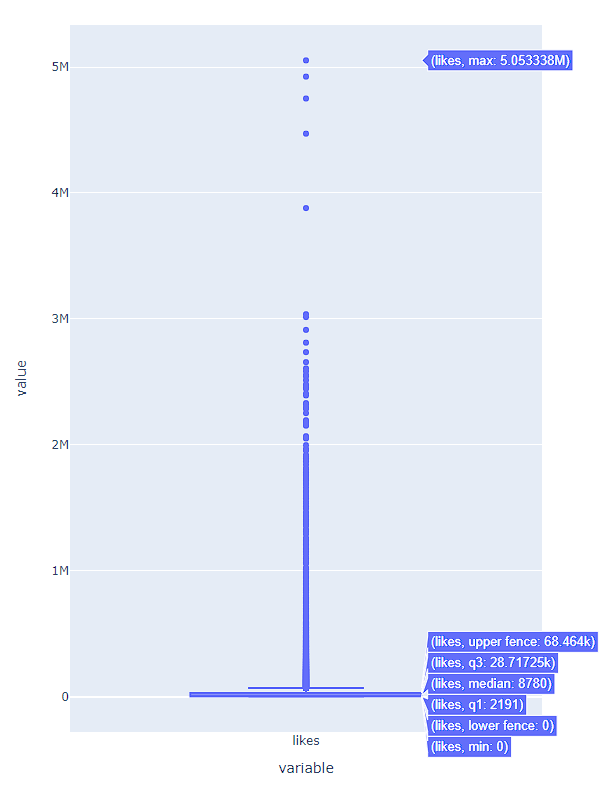 5M
(likes, max: 5.053338M)
4M
3M
value
2M
1M
(likes, upper fence: 68.464k)
(likes, q3: 28.71725k)
(likes, median: 8780)
0
(likes, q1: 2191)
(likes, lower fence: 0)
likes
(likes, min: 0)
variable